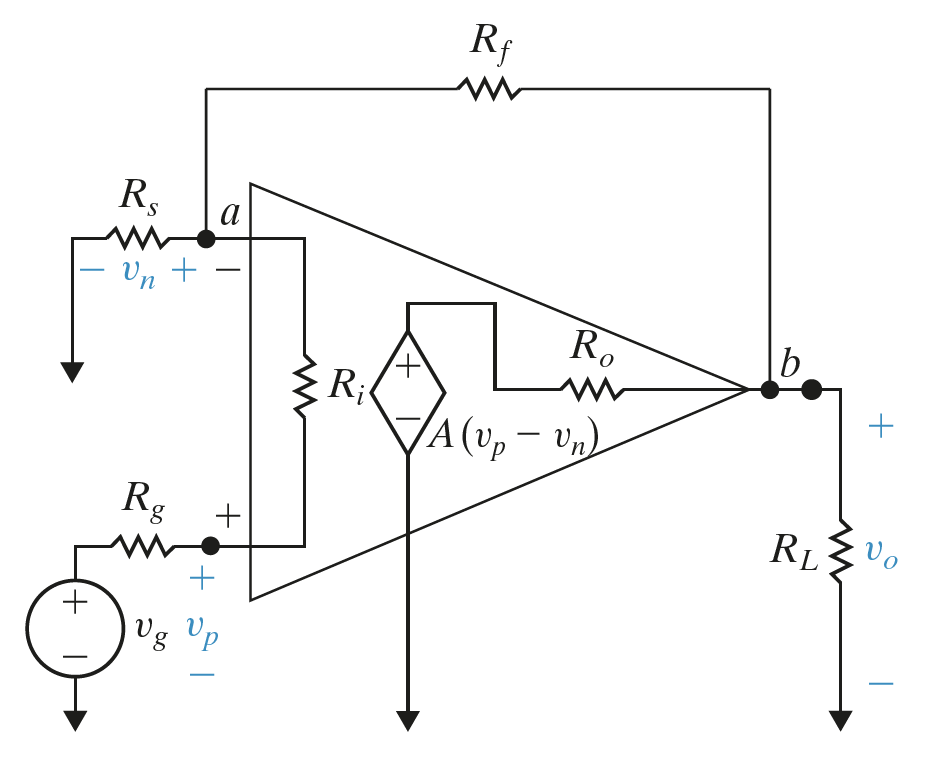 R_f
R_s
a
− v_n + −
R_i
+
−
A(v_p − v_n)
R_o
b
+
R_g
+
+
v_p
−
+
−
v_g
R_L
v_o
−